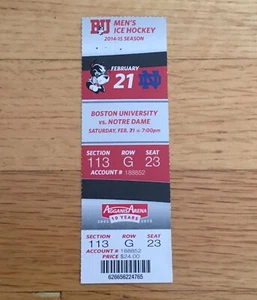 BU MEN'S
ICE HOCKEY
2014-15 SEASON
FEBRUARY
21
ND
BOSTON UNIVERSITY
vs. NOTRE DAME
SATURDAY, FEB. 21 @ 7:00pm
SECTION ROW SEAT
113 G 23
ACCOUNT # 188852
AGGANIS ARENA
10 YEARS
SECTION ROW SEAT
113 G 23
ACCOUNT # 188852
PRICE $24.00
626656224765